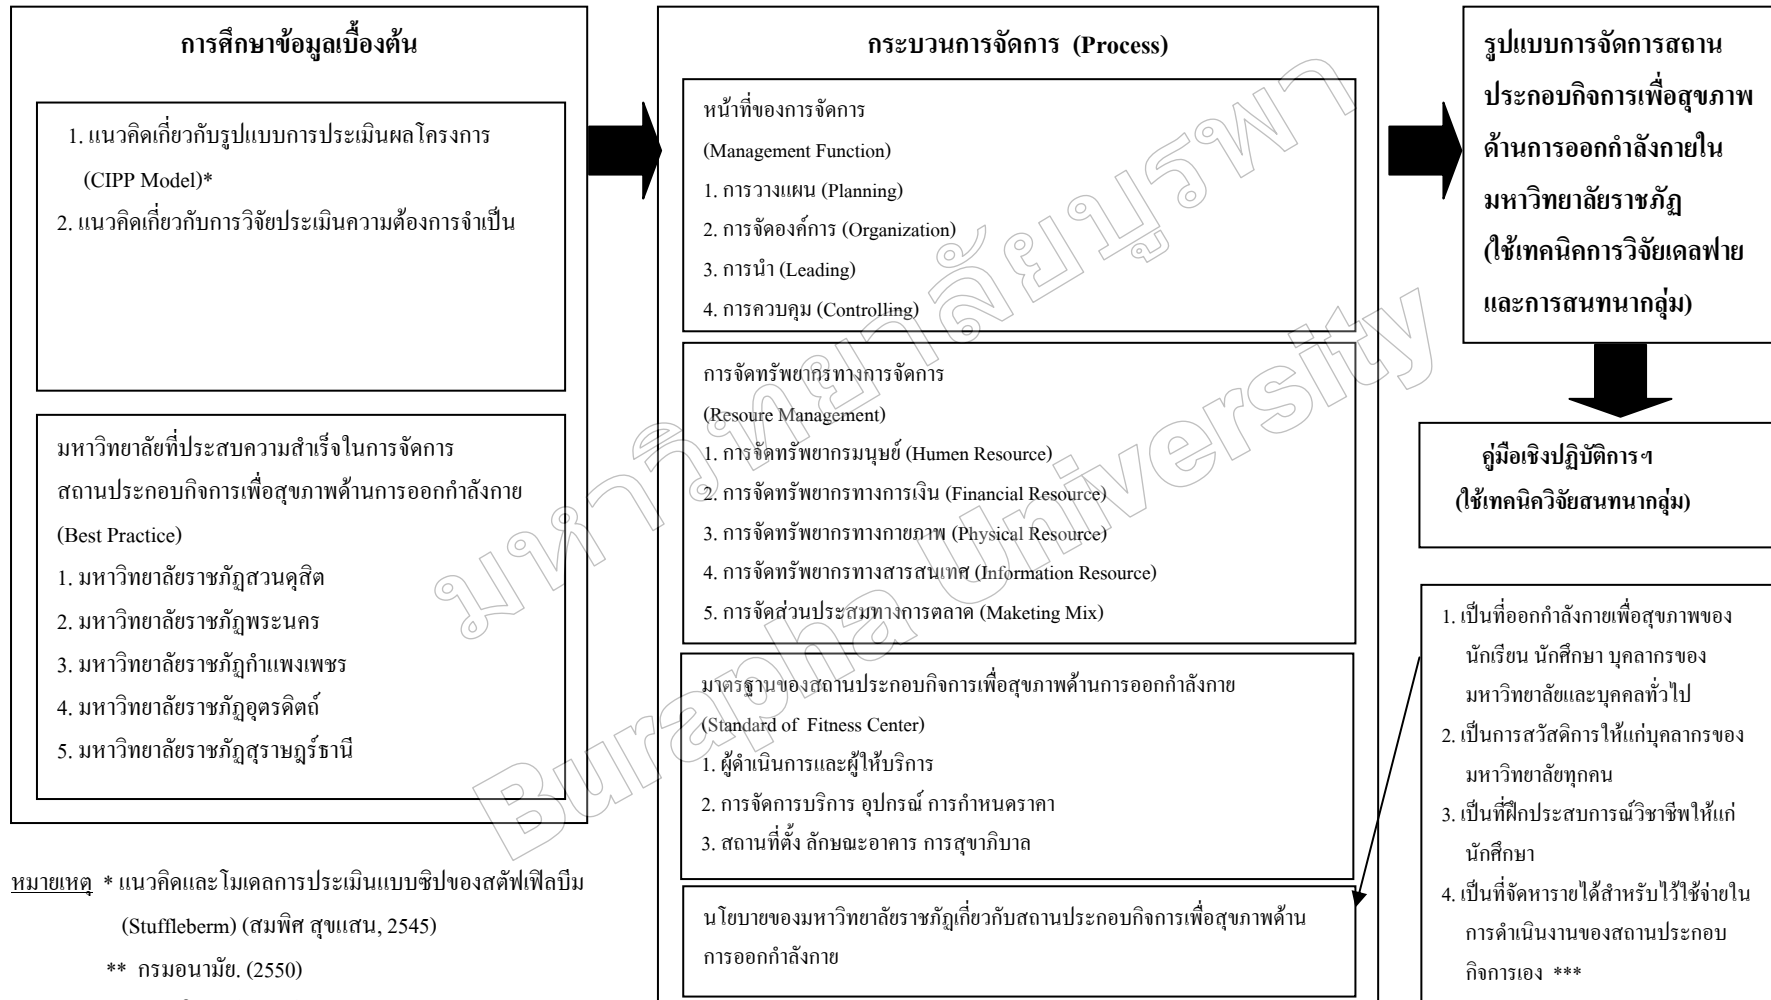 การศึกษาข้อมูลเบื้องต้น
1. แนวคิดเกี่ยวกับรูปแบบการประเมินผลโครงการ
(CIPP Model)*
2. แนวคิดเกี่ยวกับการวิจัยประเมินความต้องการจำเป็น
มหาวิทยาลัยที่ประสบความสำเร็จในการจัดการ
สถานประกอบกิจการเพื่อสุขภาพด้านการออกกำลังกาย
(Best Practice)
1. มหาวิทยาลัยราชภัฏสวนดุสิต
2. มหาวิทยาลัยราชภัฏพระนคร
3. มหาวิทยาลัยราชภัฏกำแพงเพชร
4. มหาวิทยาลัยราชภัฏอุตรดิตถ์
5. มหาวิทยาลัยราชภัฏสุราษฎร์ธานี
หมายเหตุ * แนวคิดและโมเดลการประเมินแบบซิปของสตัฟเฟิลบีม
(Stuffleberm) (สมพิศ สุขแสน, 2545)
** กรมอนามัย. (2550)
กระบวนการจัดการ (Process)
หน้าที่ของการจัดการ
(Management Function)
1. การวางแผน (Planning)
2. การจัดองค์การ (Organization)
3. การนำ (Leading)
4. การควบคุม (Controlling)
การจัดทรัพยากรทางการจัดการ
(Resoure Management)
1. การจัดทรัพยากรมนุษย์ (Humen Resource)
2. การจัดทรัพยากรทางการเงิน (Financial Resource)
3. การจัดทรัพยากรทางกายภาพ (Physical Resource)
4. การจัดทรัพยากรทางสารสนเทศ (Information Resource)
5. การจัดส่วนประสมทางการตลาด (Maketing Mix)
มาตรฐานของสถานประกอบกิจการเพื่อสุขภาพด้านการออกกำลังกาย
(Standard of Fitness Center)
1. ผู้ดำเนินการและผู้ให้บริการ
2. การจัดการบริการ อุปกรณ์ การกำหนดราคา
3. สถานที่ตั้ง ลักษณะอาคาร การสุขาภิบาล
นโยบายของมหาวิทยาลัยราชภัฏเกี่ยวกับสถานประกอบกิจการเพื่อสุขภาพด้าน
การออกกำลังกาย
รูปแบบการจัดการสถาน
ประกอบกิจการเพื่อสุขภาพ
ด้านการออกกำลังกายใน
มหาวิทยาลัยราชภัฏ
(ใช้เทคนิคการวิจัยเดลฟาย
และการสนทนากลุ่ม)
คู่มือเชิงปฏิบัติการฯ
(ใช้เทคนิควิจัยสนทนากลุ่ม)
1. เป็นที่ออกกำลังกายเพื่อสุขภาพของ
นักเรียน นักศึกษา บุคลากรของ
มหาวิทยาลัยและบุคคลทั่วไป
2. เป็นการสวัสดิการให้แก่บุคลากรของ
มหาวิทยาลัยทุกคน
3. เป็นที่ฝึกประสบการณ์วิชาชีพให้แก่
นักศึกษา
4. เป็นที่จัดหารายได้สำหรับไว้ใช้จ่ายใน
การดำเนินงานของสถานประกอบ
กิจการเอง ***
มหาวิทยาลัยบูรพา
Burapha University